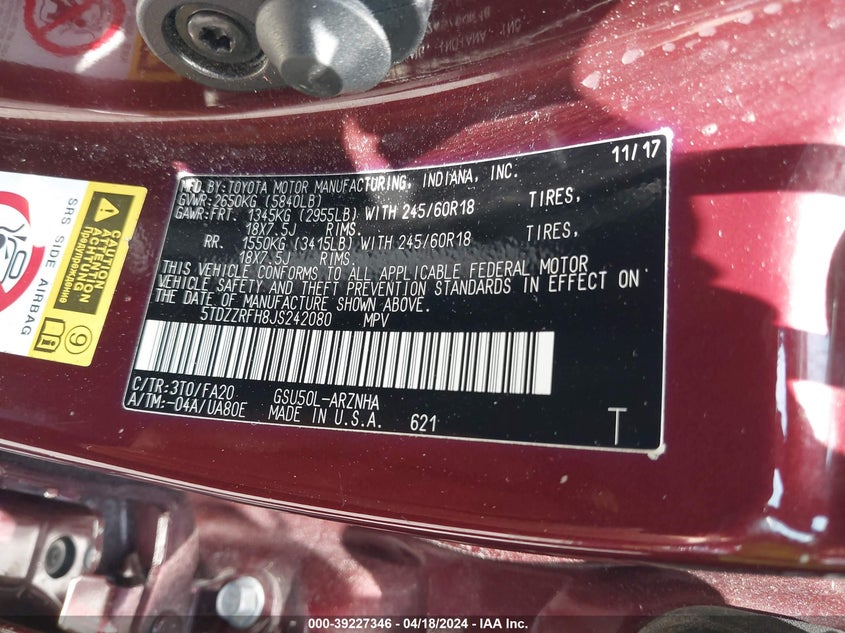 11/17
MFD.BY:TOYOTA MOTOR MANUFACTURING, INDIANA, INC.
GVWR:2650KG (5840LB)
GAWR:FRT. 1345KG (2955LB) WITH 245/60R18 TIRES,
18X7.5J RIMS.
RR. 1550KG (3415LB) WITH 245/60R18 TIRES,
18X7.5J RIMS.
THIS VEHICLE CONFORMS TO ALL APPLICABLE FEDERAL MOTOR
VEHICLE SAFETY AND THEFT PREVENTION STANDARDS IN EFFECT ON
THE DATE OF MANUFACTURE SHOWN ABOVE.
5TDZZRFH8JS242080 MPV
C/TR:3T0/FA20 GSU50L-ARZNHA
A/TM:-04A/UA80E MADE IN U.S.A. 621
T
SRS SIDE AIRBAG
CAUTION
ATTENTION
ACHTUNG
Предупреждение
9
000-39227346 - 04/18/2024 - IAA Inc.